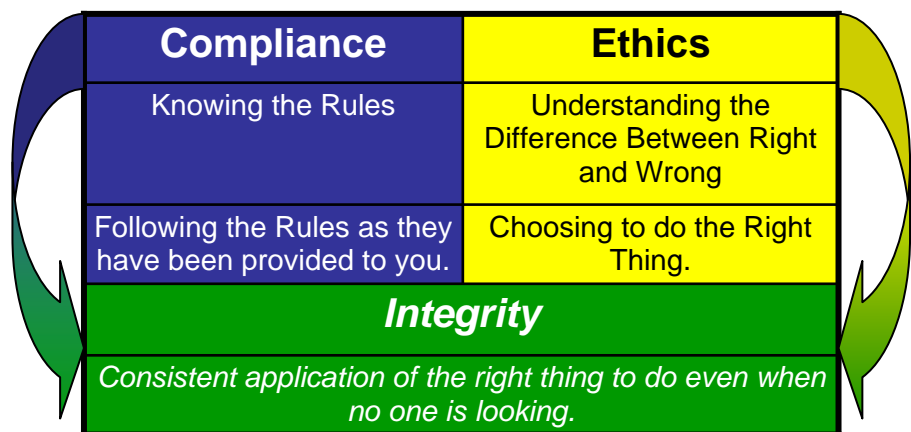 Compliance
Ethics
Knowing the Rules
Understanding the
Difference Between Right
and Wrong
Following the Rules as they
have been provided to you.
Choosing to do the Right
Thing.
Integrity
Consistent application of the right thing to do even when
no one is looking.